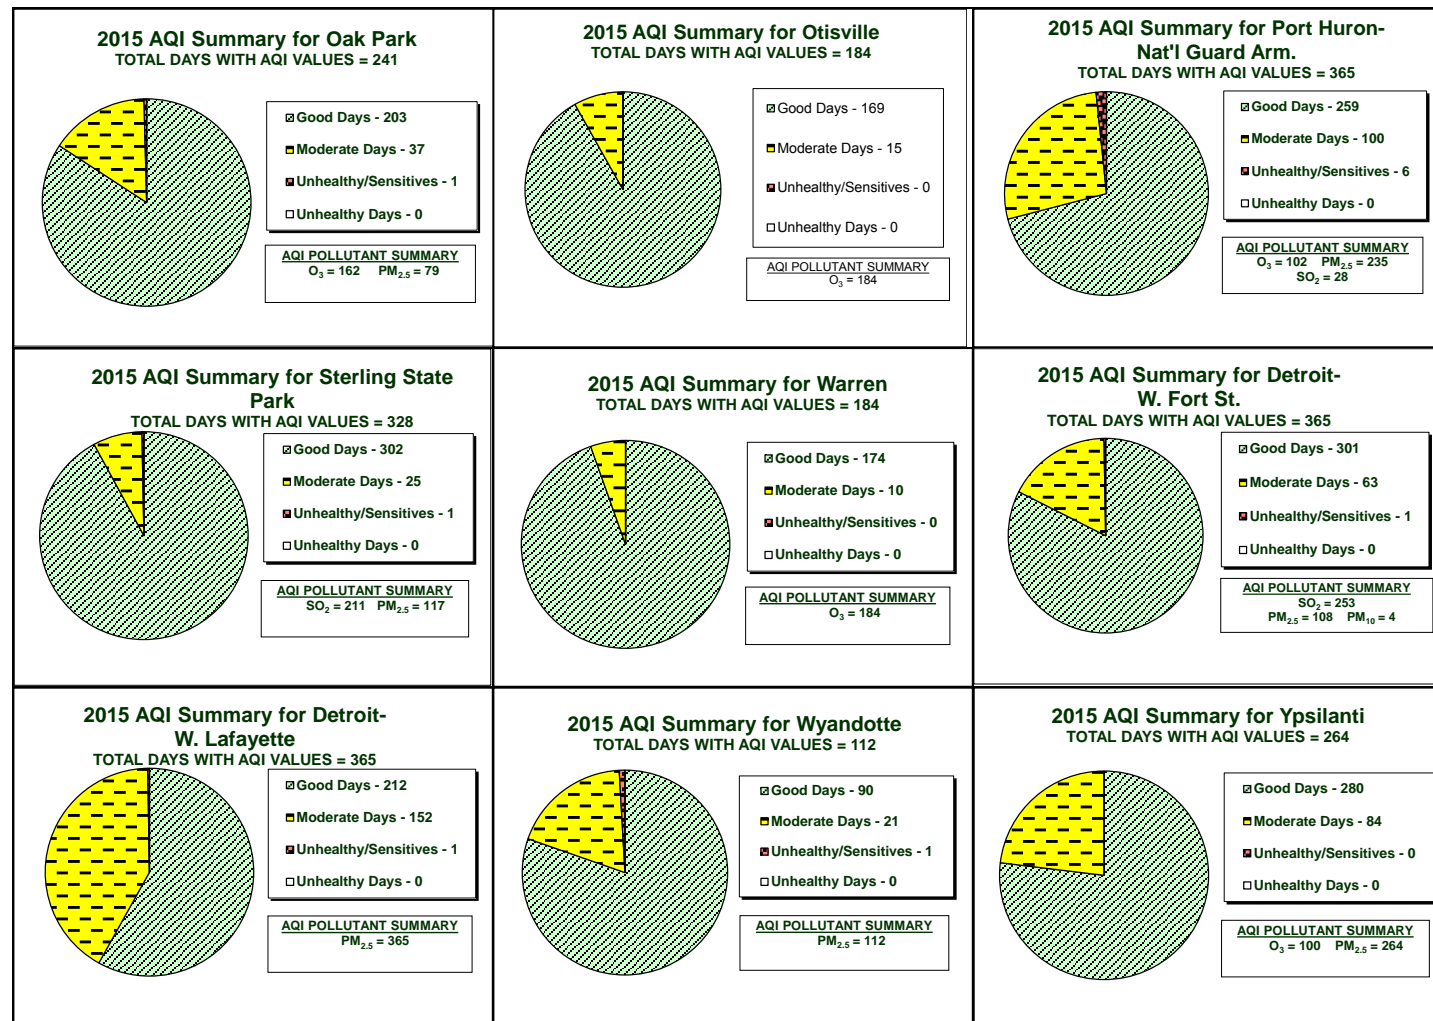 2015 AQI Summary for Oak Park
TOTAL DAYS WITH AQI VALUES = 241
Good Days - 203
Moderate Days - 37
Unhealthy/Sensitives - 1
Unhealthy Days - 0
AQI POLLUTANT SUMMARY
O₃ = 162 PM₂.₅ = 79
2015 AQI Summary for Otisville
TOTAL DAYS WITH AQI VALUES = 184
Good Days - 169
Moderate Days - 15
Unhealthy/Sensitives - 0
Unhealthy Days - 0
AQI POLLUTANT SUMMARY
O₃ = 184
2015 AQI Summary for Port Huron-
Nat'l Guard Arm.
TOTAL DAYS WITH AQI VALUES = 365
Good Days - 259
Moderate Days - 100
Unhealthy/Sensitives - 6
Unhealthy Days - 0
AQI POLLUTANT SUMMARY
O₃ = 102 PM₂.₅ = 235
SO₂ = 28
2015 AQI Summary for Sterling State
Park
TOTAL DAYS WITH AQI VALUES = 328
Good Days - 302
Moderate Days - 25
Unhealthy/Sensitives - 1
Unhealthy Days - 0
AQI POLLUTANT SUMMARY
SO₂ = 211 PM₂.₅ = 117
2015 AQI Summary for Warren
TOTAL DAYS WITH AQI VALUES = 184
Good Days - 174
Moderate Days - 10
Unhealthy/Sensitives - 0
Unhealthy Days - 0
AQI POLLUTANT SUMMARY
O₃ = 184
2015 AQI Summary for Detroit-
W. Fort St.
TOTAL DAYS WITH AQI VALUES = 365
Good Days - 301
Moderate Days - 63
Unhealthy/Sensitives - 1
Unhealthy Days - 0
AQI POLLUTANT SUMMARY
SO₂ = 253
PM₂.₅ = 108 PM₁₀ = 4
2015 AQI Summary for Detroit-
W. Lafayette
TOTAL DAYS WITH AQI VALUES = 365
Good Days - 212
Moderate Days - 152
Unhealthy/Sensitives - 1
Unhealthy Days - 0
AQI POLLUTANT SUMMARY
PM₂.₅ = 365
2015 AQI Summary for Wyandotte
TOTAL DAYS WITH AQI VALUES = 112
Good Days - 90
Moderate Days - 21
Unhealthy/Sensitives - 1
Unhealthy Days - 0
AQI POLLUTANT SUMMARY
PM₂.₅ = 112
2015 AQI Summary for Ypsilanti
TOTAL DAYS WITH AQI VALUES = 264
Good Days - 280
Moderate Days - 84
Unhealthy/Sensitives - 0
Unhealthy Days - 0
AQI POLLUTANT SUMMARY
O₃ = 100 PM₂.₅ = 264